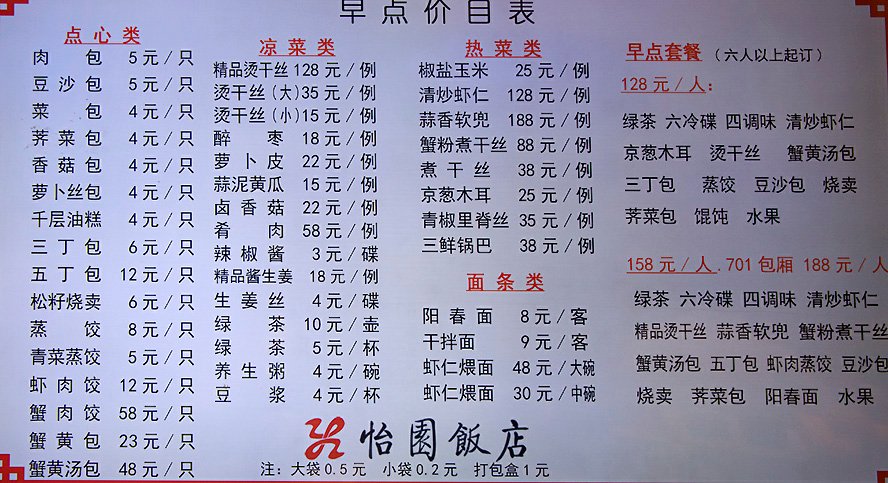 早点价目表
点心类
肉包 5元/只
豆沙包 5元/只
菜包 4元/只
荠菜包 4元/只
香菇包 4元/只
萝卜丝包 4元/只
千层油糕 4元/只
三丁包 6元/只
五丁包 12元/只
松籽烧卖 6元/只
蒸饺 8元/只
青菜蒸饺 5元/只
虾肉饺 12元/只
蟹肉饺 58元/只
蟹黄包 23元/只
蟹黄汤包 48元/只
凉菜类
精品烫干丝 128元/例
烫干丝(大) 35元/例
烫干丝(小) 15元/例
醉枣 18元/例
萝卜皮 22元/例
蒜泥黄瓜 15元/例
卤香菇 22元/例
肴肉 58元/例
辣椒酱 3元/碟
精品酱生姜 18元/例
生姜丝 4元/碟
绿茶 10元/壶
绿茶 5元/杯
养生粥 4元/碗
豆浆 4元/杯
热菜类
椒盐玉米 25元/例
清炒虾仁 128元/例
蒜香软兜 188元/例
蟹粉煮干丝 88元/例
煮干丝 38元/例
京葱木耳 25元/例
青椒里脊丝 35元/例
三鲜锅巴 38元/例
面条类
阳春面 8元/客
干拌面 9元/客
虾仁煨面 48元/大碗
虾仁煨面 30元/中碗
早点套餐(六人以上起订)
128元/人:
绿茶 六冷碟 四调味 清炒虾仁
京葱木耳 烫干丝 蟹黄汤包
三丁包 蒸饺 豆沙包 烧卖
荠菜包 馄饨 水果
158元/人.701包厢 188元/人
绿茶 六冷碟 四调味 清炒虾仁
精品烫干丝 蒜香软兜 蟹粉煮干丝
蟹黄汤包 五丁包 虾肉蒸饺 豆沙包
烧卖 荠菜包 阳春面 水果
怡園飯店
注: 大袋0.5元 小袋0.2元 打包盒1元